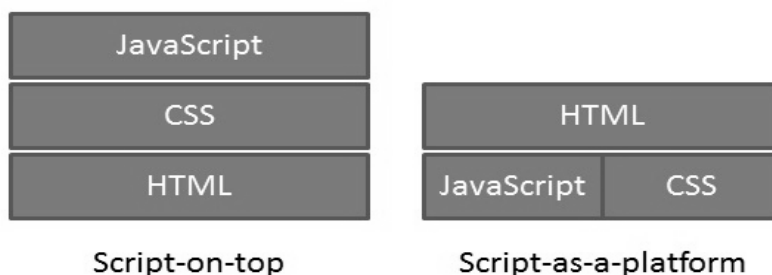 JavaScript
CSS
HTML
Script-on-top
HTML
JavaScript CSS
Script-as-a-platform